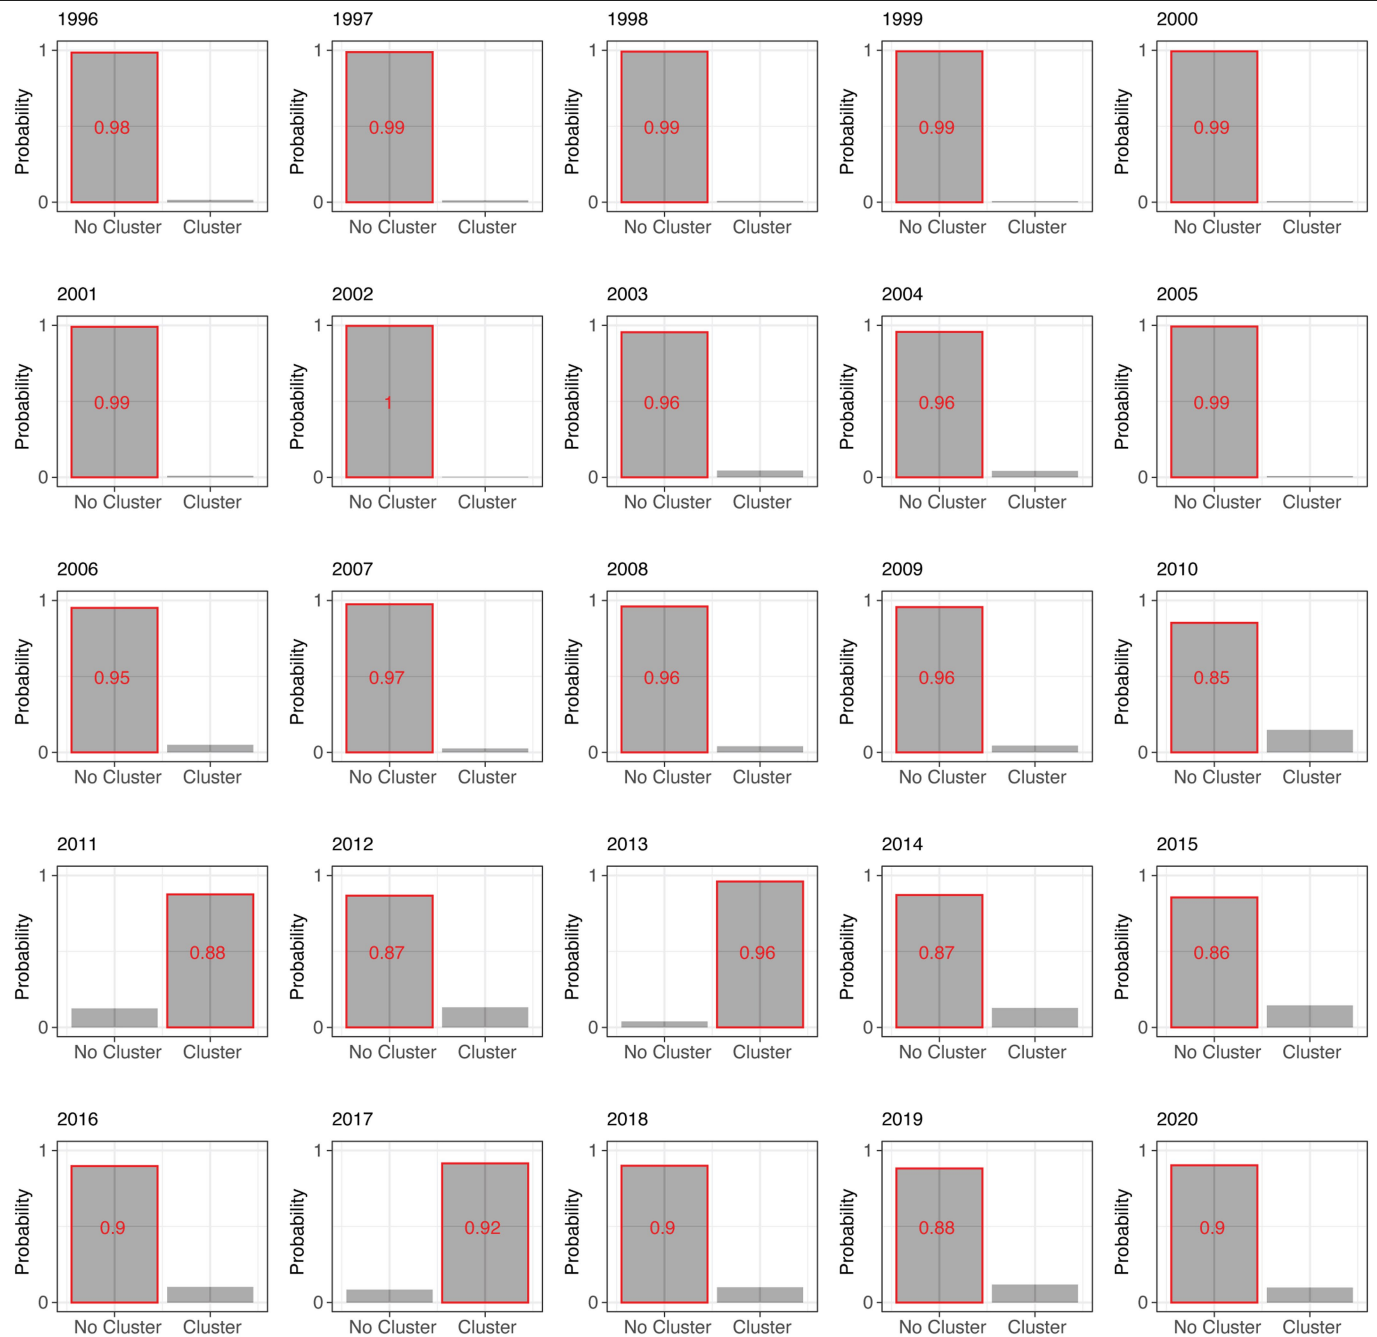 1996 1997 1998 1999 2000
1 1 1 1 1
Probability Probability Probability Probability Probability
0.98 0.99 0.99 0.99 0.99
0 0 0 0 0
No Cluster Cluster No Cluster Cluster No Cluster Cluster No Cluster Cluster No Cluster Cluster
2001 2002 2003 2004 2005
1 1 1 1 1
Probability Probability Probability Probability Probability
0.99 1 0.96 0.96 0.99
0 0 0 0 0
No Cluster Cluster No Cluster Cluster No Cluster Cluster No Cluster Cluster No Cluster Cluster
2006 2007 2008 2009 2010
1 1 1 1 1
Probability Probability Probability Probability Probability
0.95 0.97 0.96 0.96 0.85
0 0 0 0 0
No Cluster Cluster No Cluster Cluster No Cluster Cluster No Cluster Cluster No Cluster Cluster
2011 2012 2013 2014 2015
1 1 1 1 1
Probability Probability Probability Probability Probability
0.88 0.87 0.96 0.87 0.86
0 0 0 0 0
No Cluster Cluster No Cluster Cluster No Cluster Cluster No Cluster Cluster No Cluster Cluster
2016 2017 2018 2019 2020
1 1 1 1 1
Probability Probability Probability Probability Probability
0.9 0.92 0.9 0.88 0.9
0 0 0 0 0
No Cluster Cluster No Cluster Cluster No Cluster Cluster No Cluster Cluster No Cluster Cluster